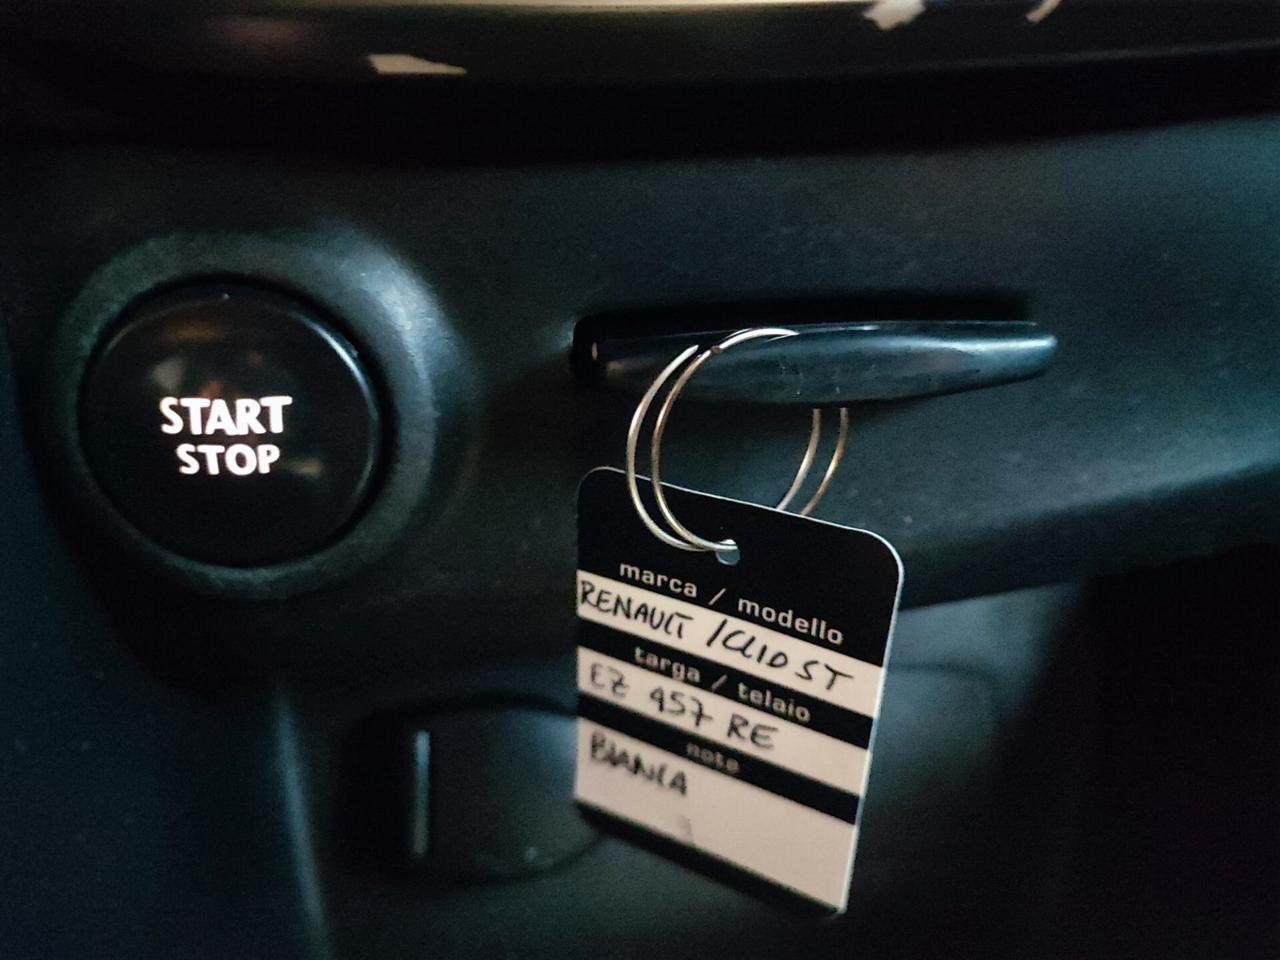 START
STOP
marca / modello
RENAULT / CLIO ST
targa / telaio
EZ 457 RE
note
BIANCA